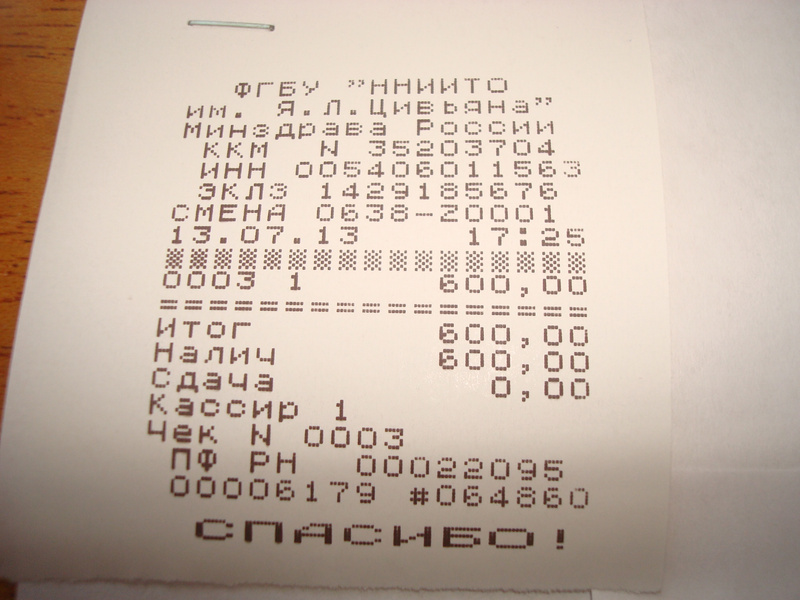 ФГБУ "ННИИТО
им. Я.Л.Цивьяна"
Минздрава России
ККМ N 35203704
ИНН 005406011563
ЭКЛЗ 1429185676
СМЕНА 0638-Z0001
13.07.13 17:25
0003 1 600,00
Итог 600,00
Налич 600,00
Сдача 0,00
Кассир 1
Чек N 0003
ПФ РН 00022095
00006179 #064860
СПАСИБО!